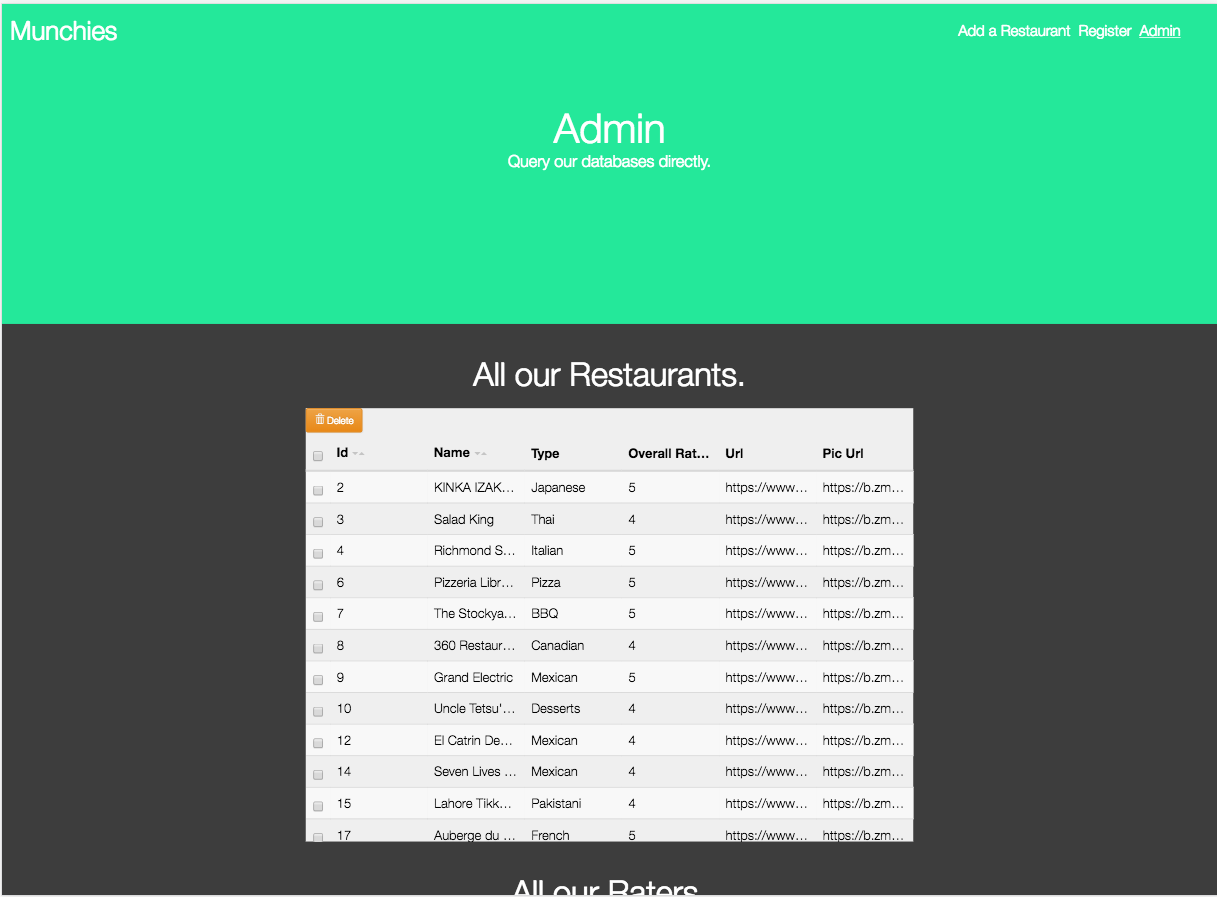 Munchies
Add a Restaurant Register Admin
Admin
Query our databases directly.
All our Restaurants.
Delete
Id Name Type Overall Rat... Url Pic Url
2 KINKA IZAK... Japanese 5 https://www... https://b.zm...
3 Salad King Thai 4 https://www... https://b.zm...
4 Richmond S... Italian 5 https://www... https://b.zm...
6 Pizzeria Libr... Pizza 5 https://www... https://b.zm...
7 The Stockya... BBQ 5 https://www... https://b.zm...
8 360 Restaur... Canadian 4 https://www... https://b.zm...
9 Grand Electric Mexican 5 https://www... https://b.zm...
10 Uncle Tetsu'... Desserts 4 https://www... https://b.zm...
12 El Catrin De... Mexican 4 https://www... https://b.zm...
14 Seven Lives ... Mexican 4 https://www... https://b.zm...
15 Lahore Tikk... Pakistani 4 https://www... https://b.zm...
17 Auberge du ... French 5 https://www... https://b.zm...
All our Raters